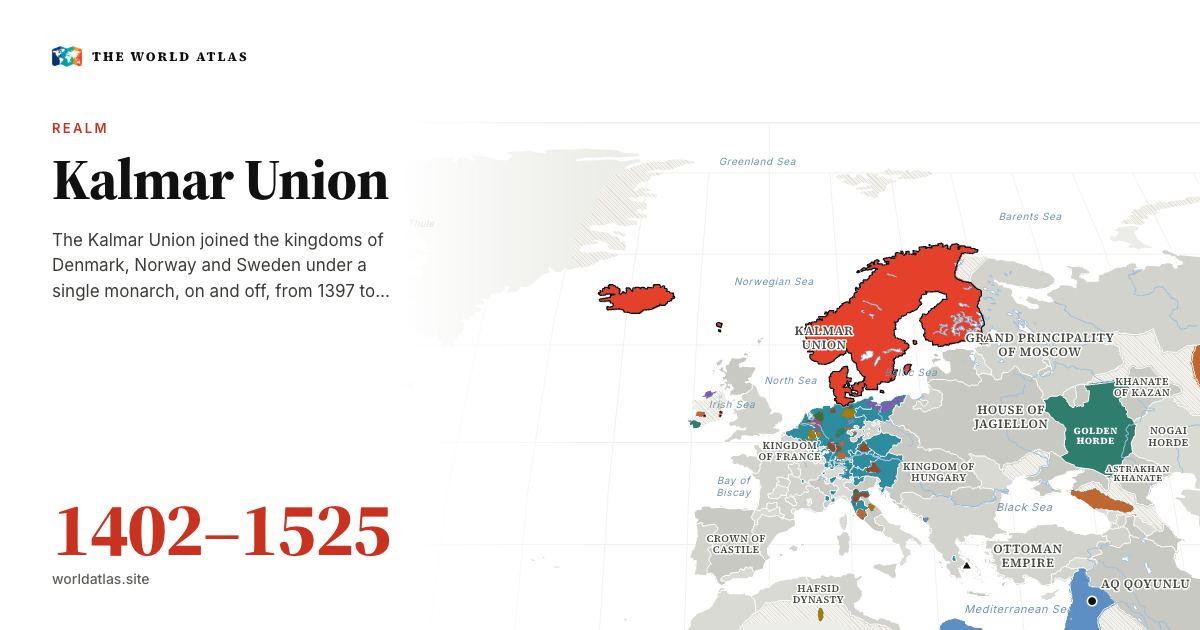 THE WORLD ATLAS
REALM
Kalmar Union
The Kalmar Union joined the kingdoms of
Denmark, Norway and Sweden under a
single monarch, on and off, from 1397 to...
1402–1525
worldatlas.site
Greenland Sea
Thule
Barents Sea
Norwegian Sea
KALMAR
UNION
GRAND PRINCIPALITY
OF MOSCOW
Baltic Sea
North Sea
KHANATE
OF KAZAN
Irish Sea
HOUSE OF
JAGIELLON
GOLDEN
HORDE
NOGAI
HORDE
KINGDOM
OF FRANCE
KINGDOM OF
HUNGARY
ASTRAKHAN
KHANATE
Bay of
Biscay
Black Sea
CROWN OF
CASTILE
OTTOMAN
EMPIRE
AQ QOYUNLU
HAFSID
DYNASTY
Mediterranean Se